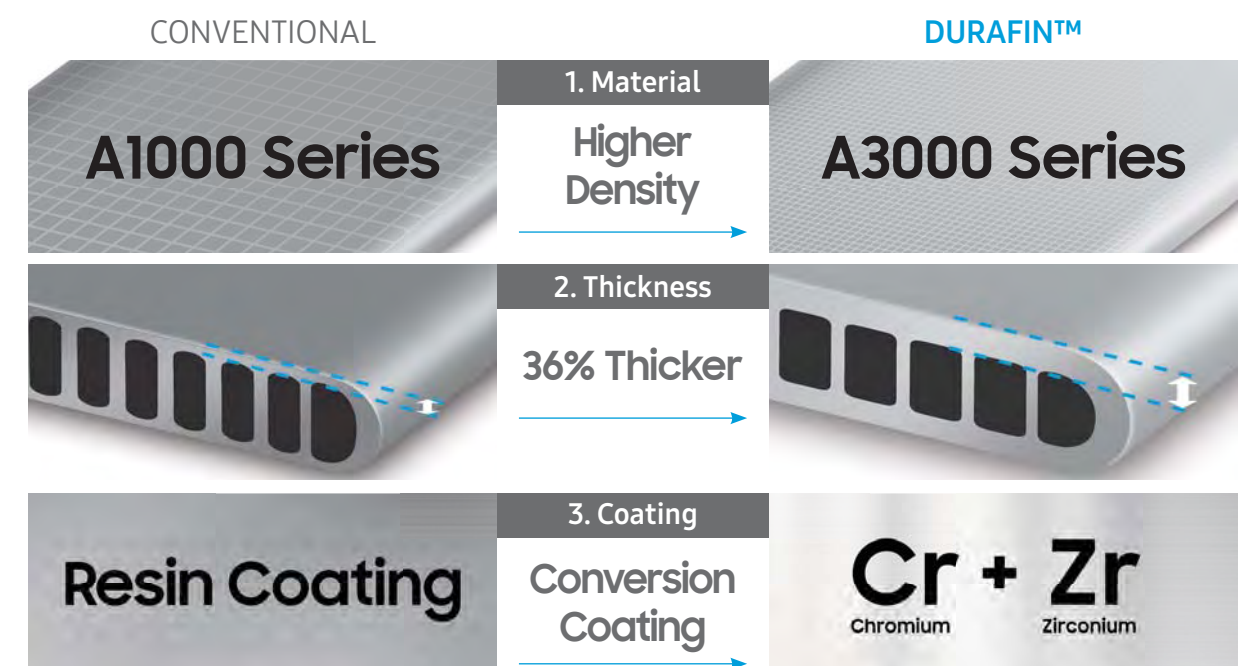 CONVENTIONAL
DURAFIN™
1. Material
A1000 Series
Higher
Density
A3000 Series
2. Thickness
36% Thicker
3. Coating
Resin Coating
Conversion
Coating
Cr + Zr
Chromium
Zirconium